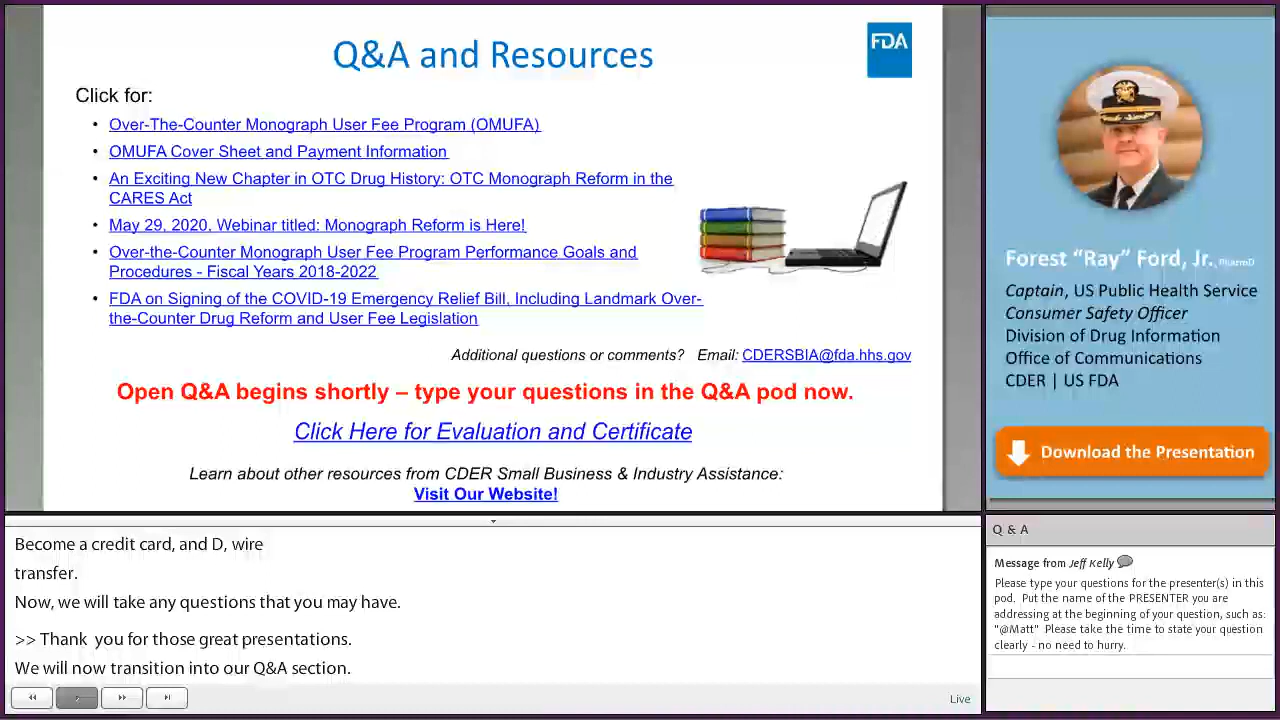 Q&A and Resources
FDA
Click for:
• Over-The-Counter Monograph User Fee Program (OMUFA)
• OMUFA Cover Sheet and Payment Information
• An Exciting New Chapter in OTC Drug History: OTC Monograph Reform in the
CARES Act
• May 29, 2020, Webinar titled: Monograph Reform is Here!
• Over-the-Counter Monograph User Fee Program Performance Goals and
Procedures - Fiscal Years 2018-2022
• FDA on Signing of the COVID-19 Emergency Relief Bill, Including Landmark Over-
the-Counter Drug Reform and User Fee Legislation
Additional questions or comments? Email: CDERSBIA@fda.hhs.gov
Open Q&A begins shortly – type your questions in the Q&A pod now.
Click Here for Evaluation and Certificate
Learn about other resources from CDER Small Business & Industry Assistance:
Visit Our Website!
Forest “Ray” Ford, Jr., PharmD
Captain, US Public Health Service
Consumer Safety Officer
Division of Drug Information
Office of Communications
CDER | US FDA
Download the Presentation
Become a credit card, and D, wire
transfer.
Now, we will take any questions that you may have.
>> Thank you for those great presentations.
We will now transition into our Q&A section.
Live
Q & A
Message from Jeff Kelly
Please type your questions for the presenter(s) in this
pod. Put the name of the PRESENTER you are
addressing at the beginning of your question, such as:
"@Matt" Please take the time to state your question
clearly - no need to hurry.